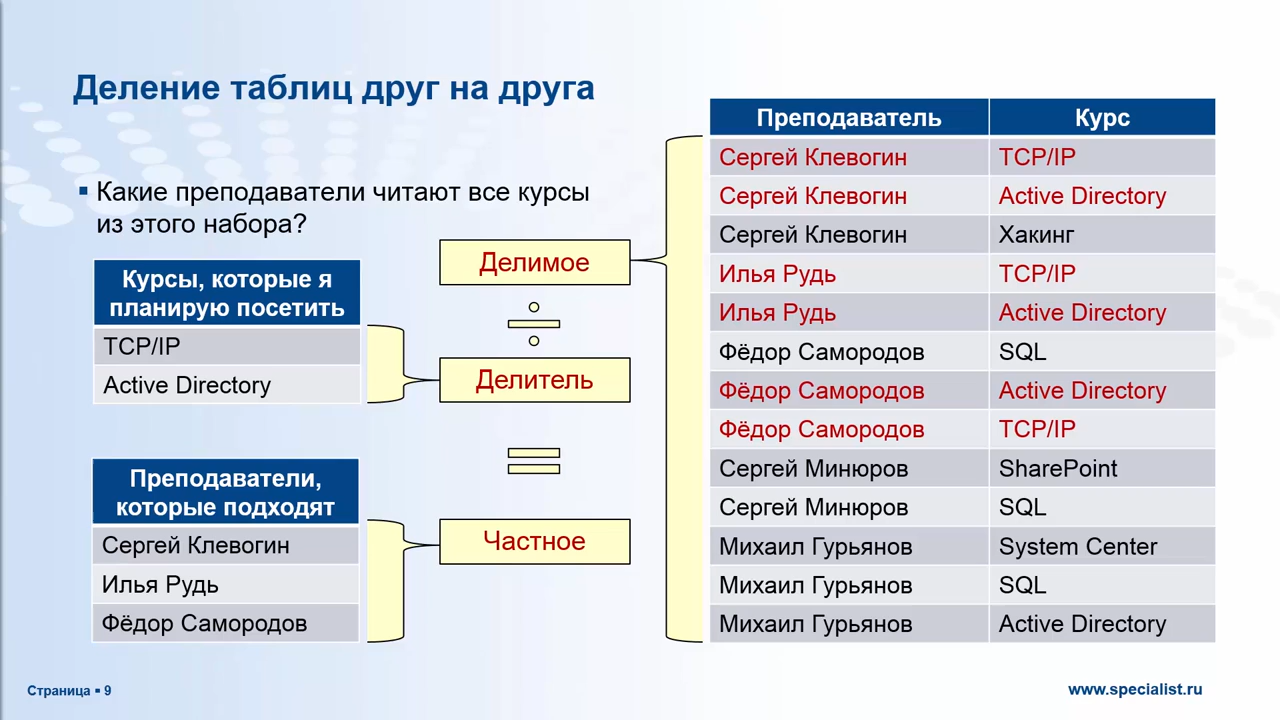 Деление таблиц друг на друга
▪ Какие преподаватели читают все курсы
из этого набора?
Курсы, которые я
планирую посетить
TCP/IP
Active Directory
Преподаватели,
которые подходят
Сергей Клевогин
Илья Рудь
Фёдор Самородов
Делимое
÷
Делитель
=
Частное
Преподаватель Курс
Сергей Клевогин TCP/IP
Сергей Клевогин Active Directory
Сергей Клевогин Хакинг
Илья Рудь TCP/IP
Илья Рудь Active Directory
Фёдор Самородов SQL
Фёдор Самородов Active Directory
Фёдор Самородов TCP/IP
Сергей Минюров SharePoint
Сергей Минюров SQL
Михаил Гурьянов System Center
Михаил Гурьянов SQL
Михаил Гурьянов Active Directory
Страница ▪ 9
www.specialist.ru